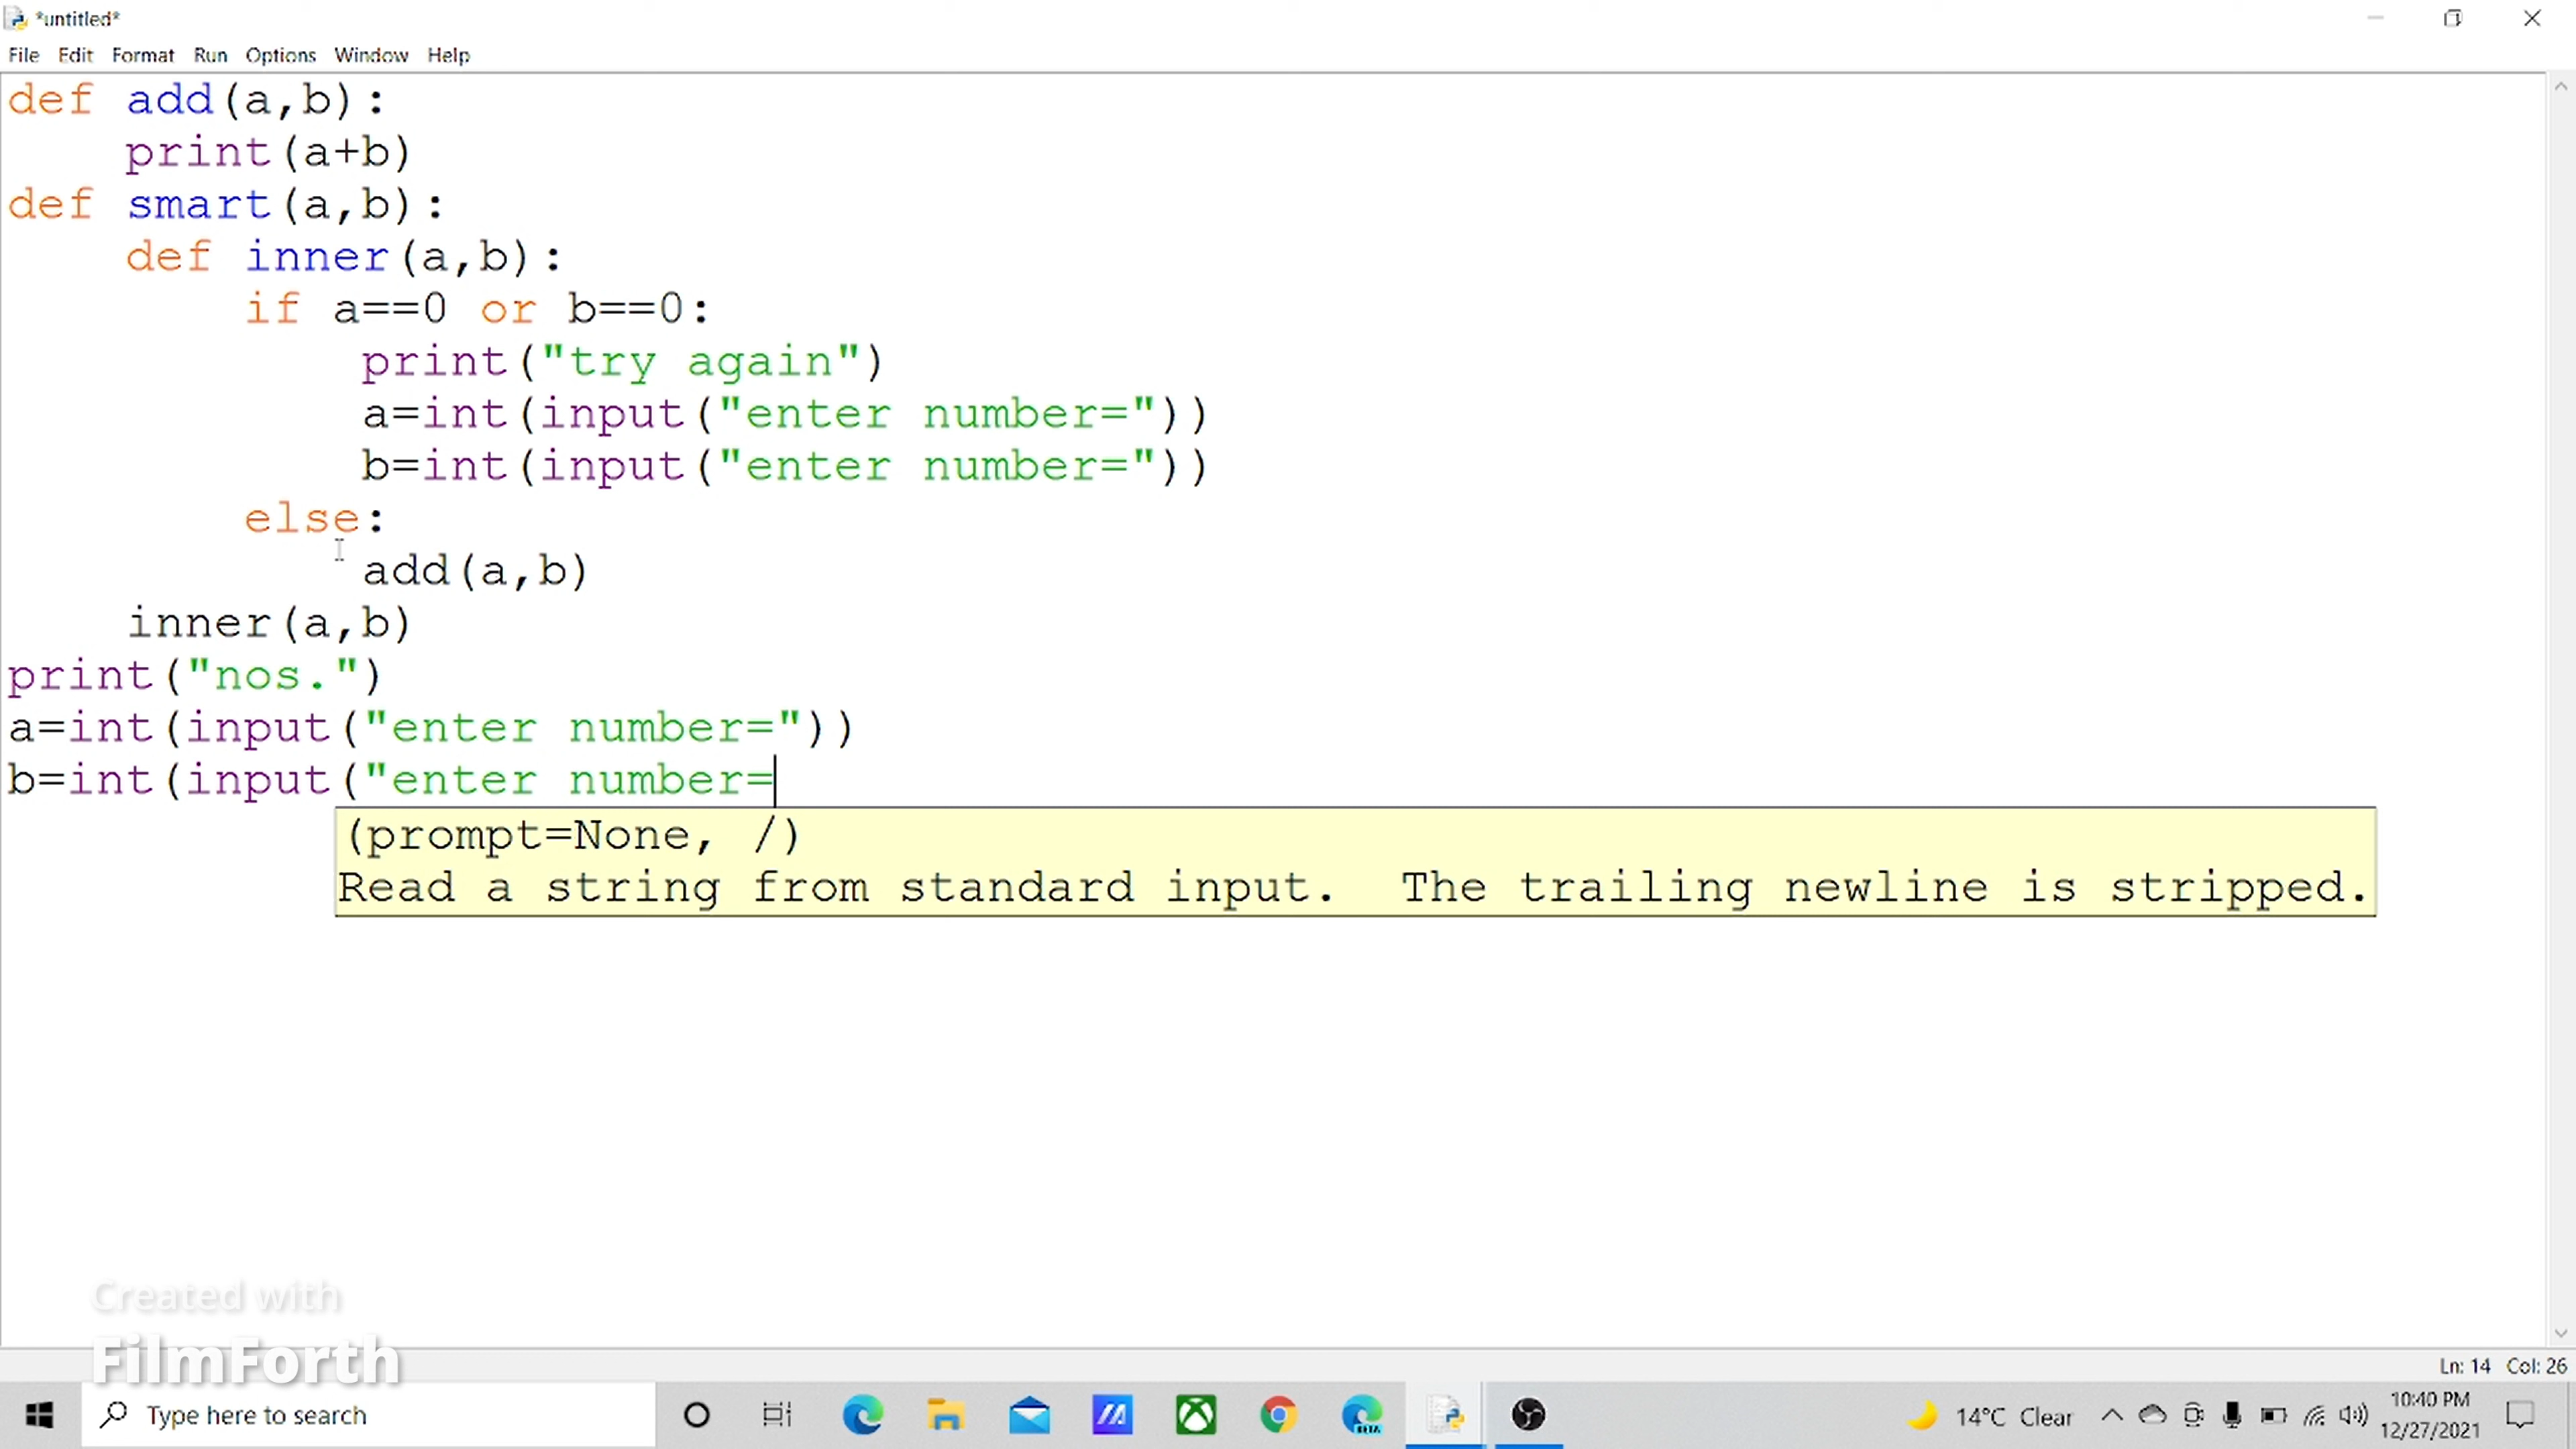 *untitled*
File Edit Format Run Options Window Help
def add(a,b):
    print(a+b)
def smart(a,b):
    def inner(a,b):
        if a==0 or b==0:
            print("try again")
            a=int(input("enter number="))
            b=int(input("enter number="))
        else:
            add(a,b)
    inner(a,b)
print("nos.")
a=int(input("enter number="))
b=int(input("enter number=
(prompt=None, /)
Read a string from standard input.  The trailing newline is stripped.
Created with
FilmForth
Ln: 14 Col: 26
Type here to search
BETA
14°C Clear
10:40 PM
12/27/2021